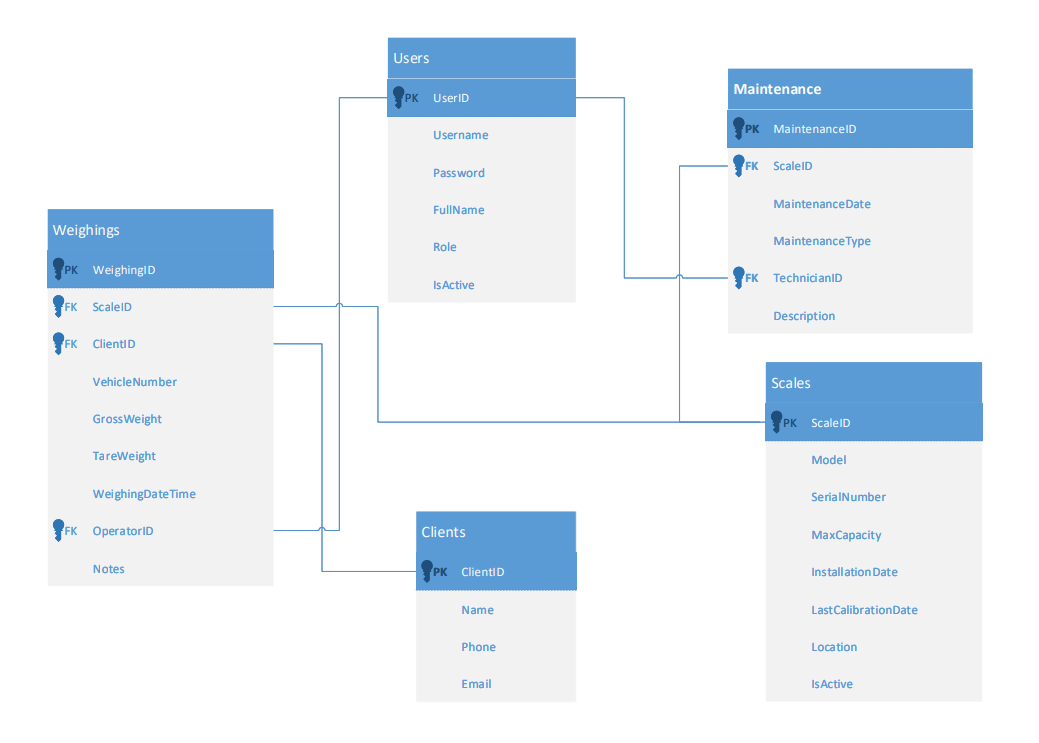 Users
PK UserID
Username
Password
FullName
Role
IsActive
Maintenance
PK MaintenanceID
FK ScaleID
MaintenanceDate
MaintenanceType
FK TechnicianID
Description
Weighings
PK WeighingID
FK ScaleID
FK ClientID
VehicleNumber
GrossWeight
TareWeight
WeighingDateTime
FK OperatorID
Notes
Scales
PK ScaleID
Model
SerialNumber
MaxCapacity
InstallationDate
LastCalibrationDate
Location
IsActive
Clients
PK ClientID
Name
Phone
Email